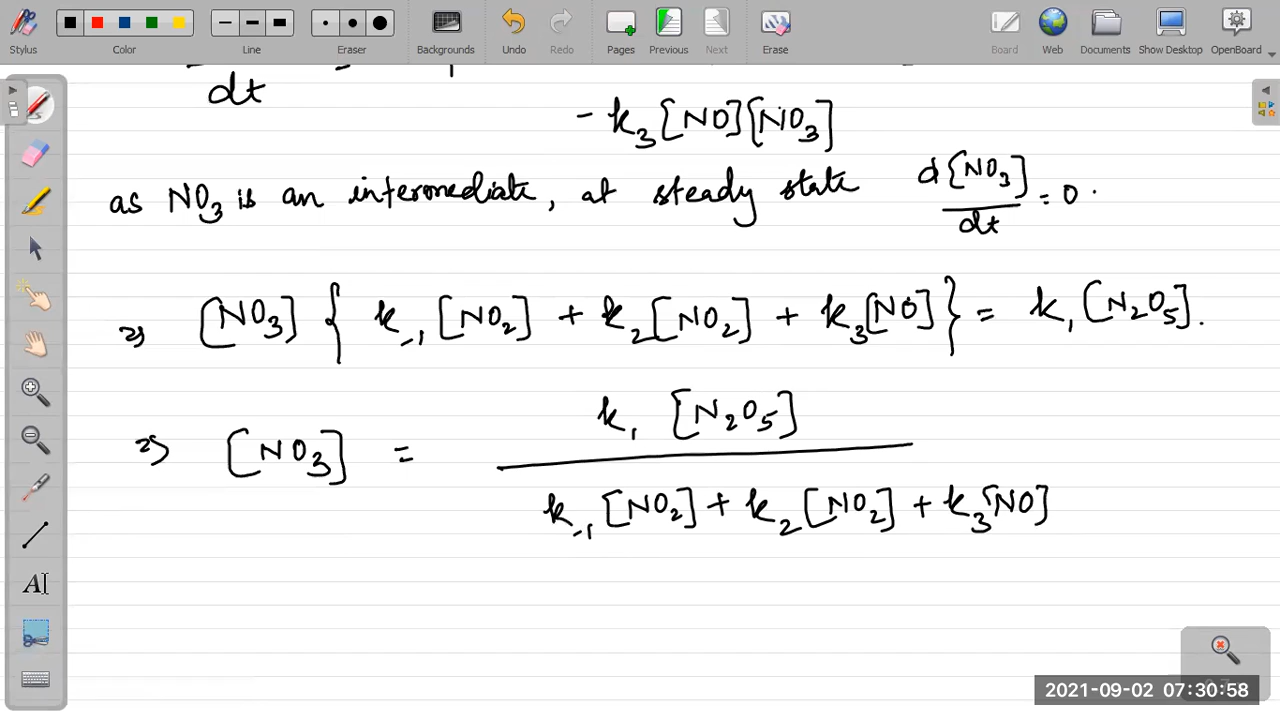 Stylus Color Line Eraser Backgrounds Undo Redo Pages Previous Next Erase Board Web Documents Show Desktop OpenBoard
dt
- k₃[NO][NO₃]
as NO₃ is an intermediate, at steady state d[NO₃]/dt = 0.
⇒ [NO₃] { k₋₁[NO₂] + k₂[NO₂] + k₃[NO] } = k₁[N₂O₅].
k₁ [N₂O₅]
⇒ [NO₃] =
k₋₁[NO₂] + k₂[NO₂] + k₃[NO]
2021-09-02 07:30:58